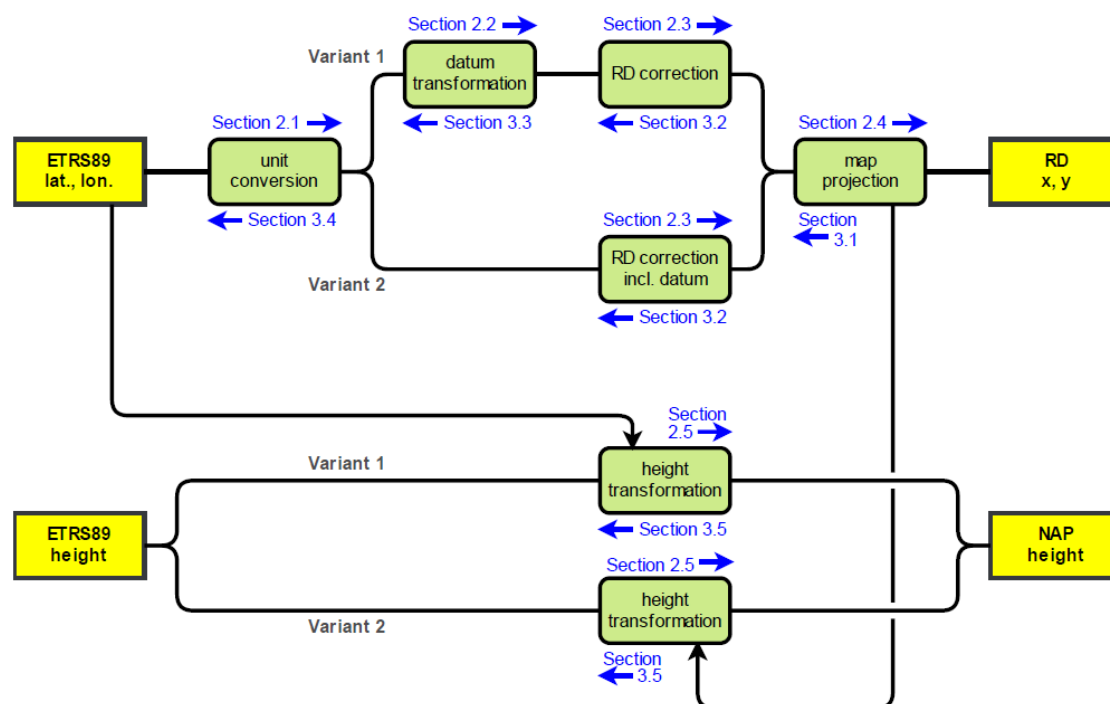 Section 2.2
Section 2.3
Variant 1
datum
transformation
RD correction
Section 2.1
Section 3.3
Section 3.2
Section 2.4
ETRS89
lat., lon.
unit
conversion
map
projection
RD
x, y
Section 3.4
Section 2.3
Section
3.1
RD correction
incl. datum
Variant 2
Section 3.2
Section
2.5
Variant 1
height
transformation
ETRS89
height
Section 3.5
NAP
height
Section 2.5
height
transformation
Variant 2
Section
3.5